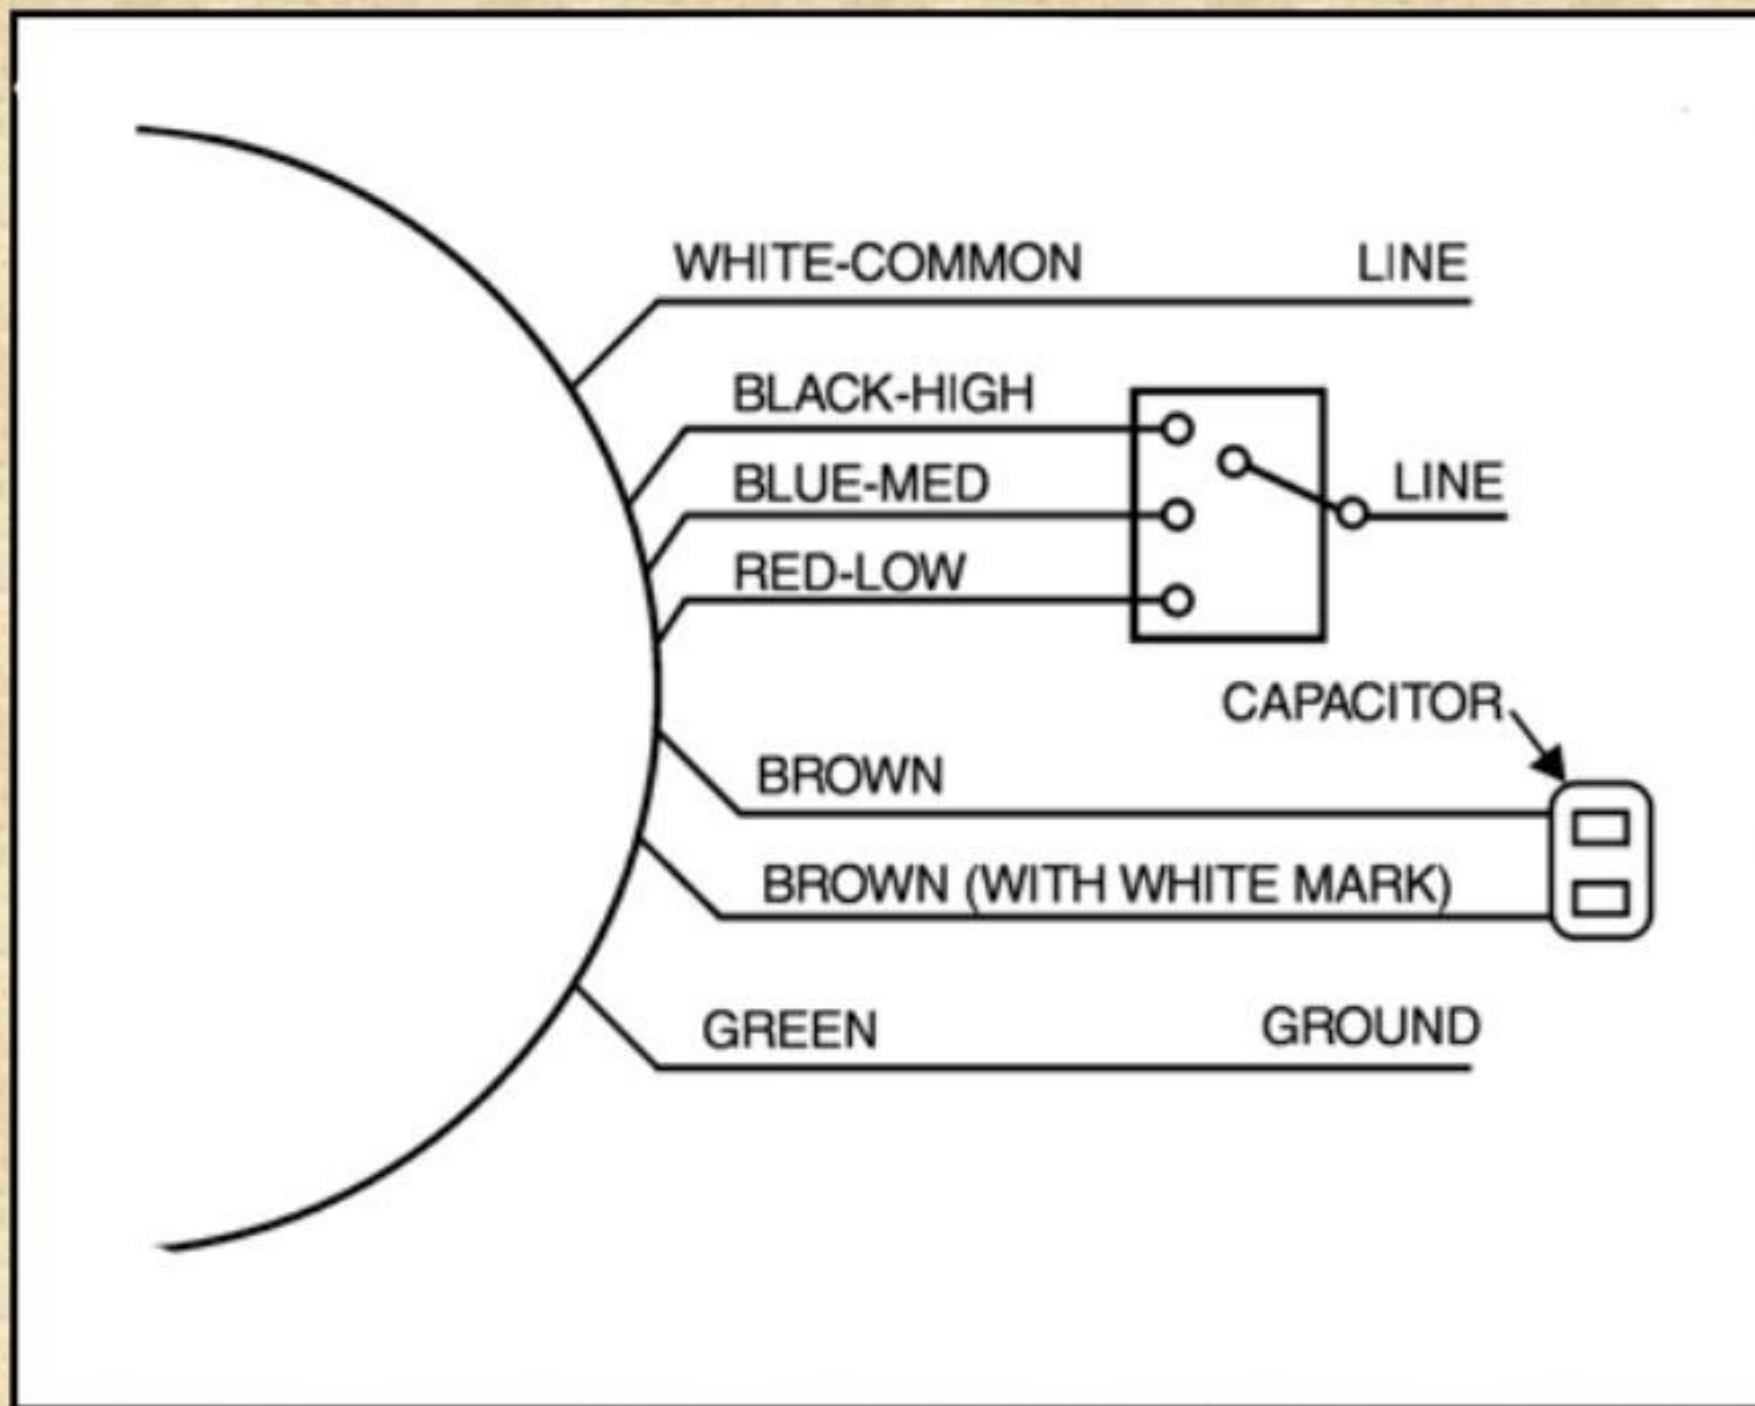 WHITE-COMMON LINE
BLACK-HIGH
BLUE-MED LINE
RED-LOW
CAPACITOR
BROWN
BROWN (WITH WHITE MARK)
GREEN GROUND